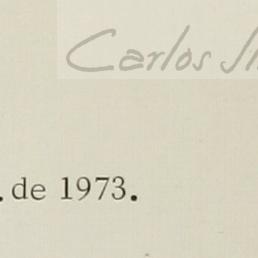 Carlos
. de 1973.